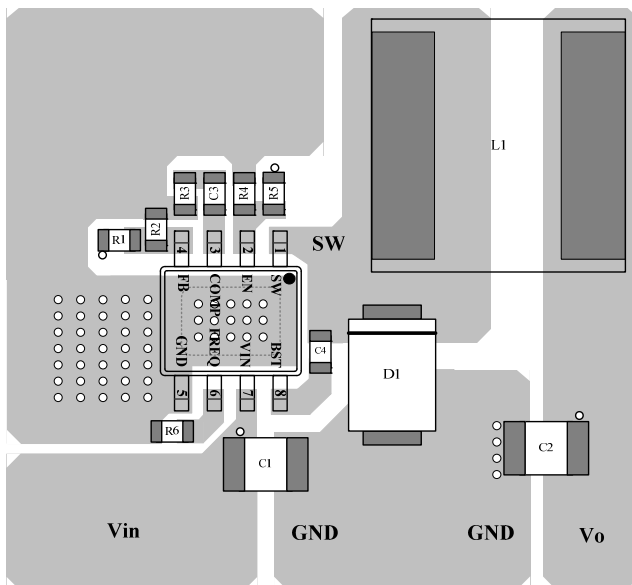 L1
R3
C3
R4
R5
R1
R2
SW
4
3
2
1
FB
COMP
EN
SW
GND
FREQ
VIN
BST
5
6
7
8
C4
D1
R6
C1
C2
Vin
GND
GND
Vo